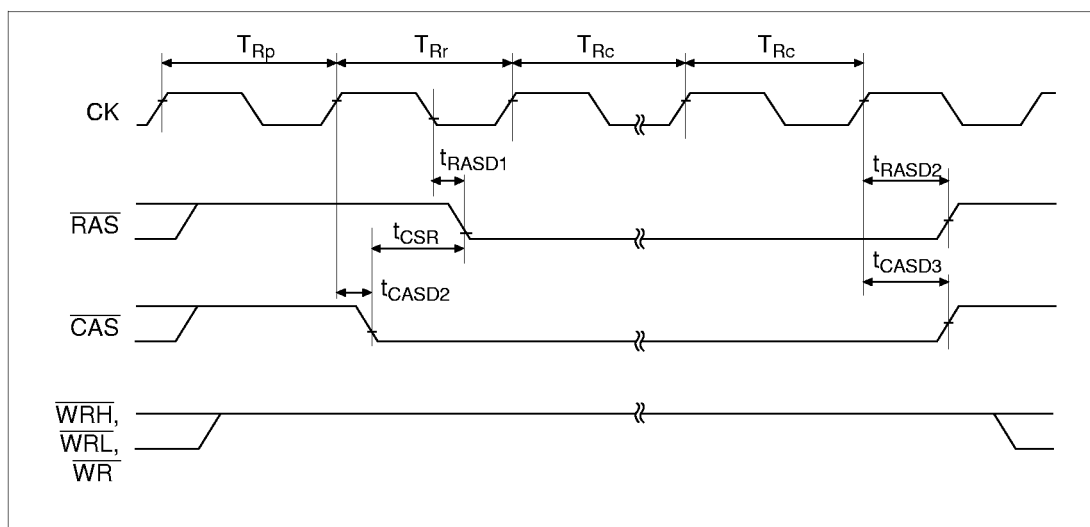 TRp TRr TRc TRc
CK
tRASD1 tRASD2
RAS
tCSR
tCASD3
tCASD2
CAS
WRH,
WRL,
WR